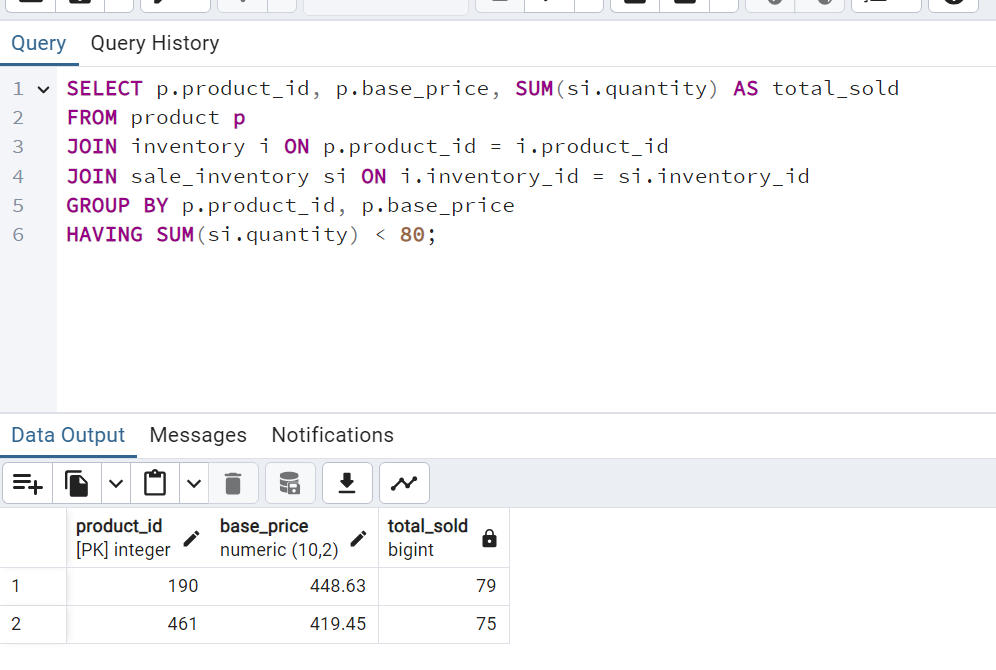 Query Query History
1 SELECT p.product_id, p.base_price, SUM(si.quantity) AS total_sold
2 FROM product p
3 JOIN inventory i ON p.product_id = i.product_id
4 JOIN sale_inventory si ON i.inventory_id = si.inventory_id
5 GROUP BY p.product_id, p.base_price
6 HAVING SUM(si.quantity) < 80;
Data Output Messages Notifications
product_id base_price total_sold
[PK] integer numeric (10,2) bigint
1 190 448.63 79
2 461 419.45 75